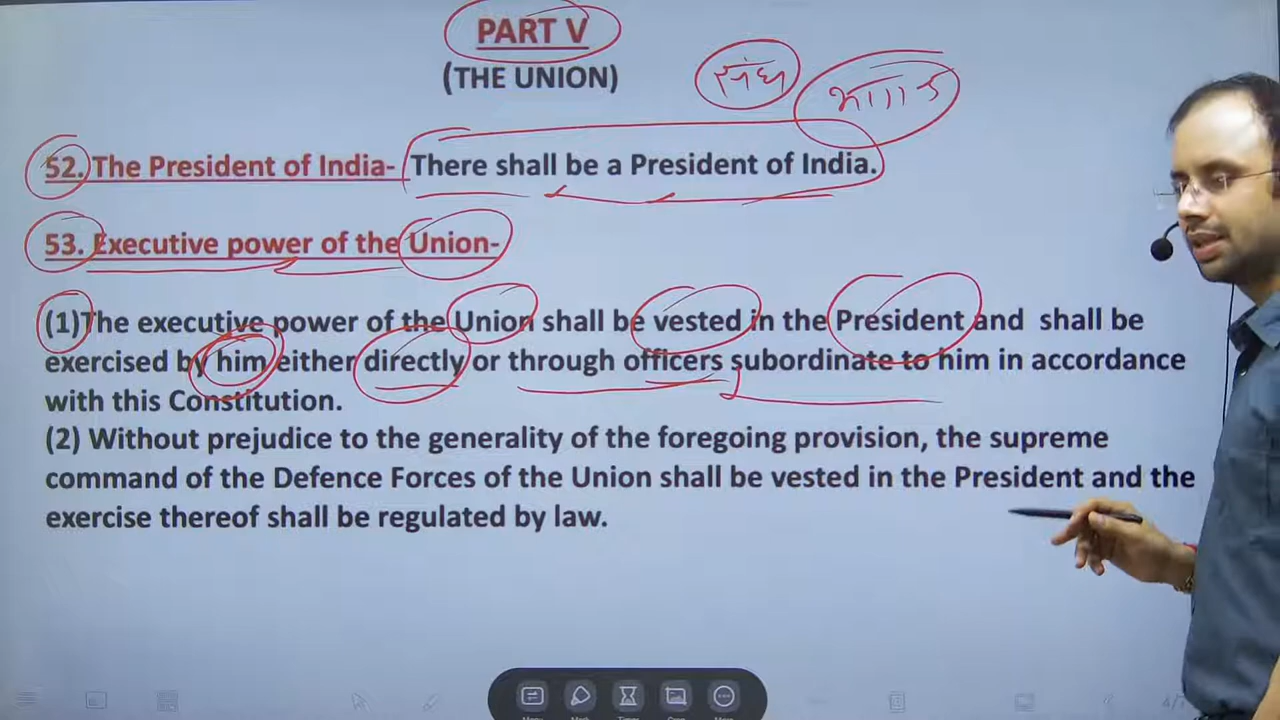 PART V
(THE UNION)
संघ
भारत
52. The President of India- There shall be a President of India.
53. Executive power of the Union-
(1)The executive power of the Union shall be vested in the President and shall be
exercised by him either directly or through officers subordinate to him in accordance
with this Constitution.
(2) Without prejudice to the generality of the foregoing provision, the supreme
command of the Defence Forces of the Union shall be vested in the President and the
exercise thereof shall be regulated by law.